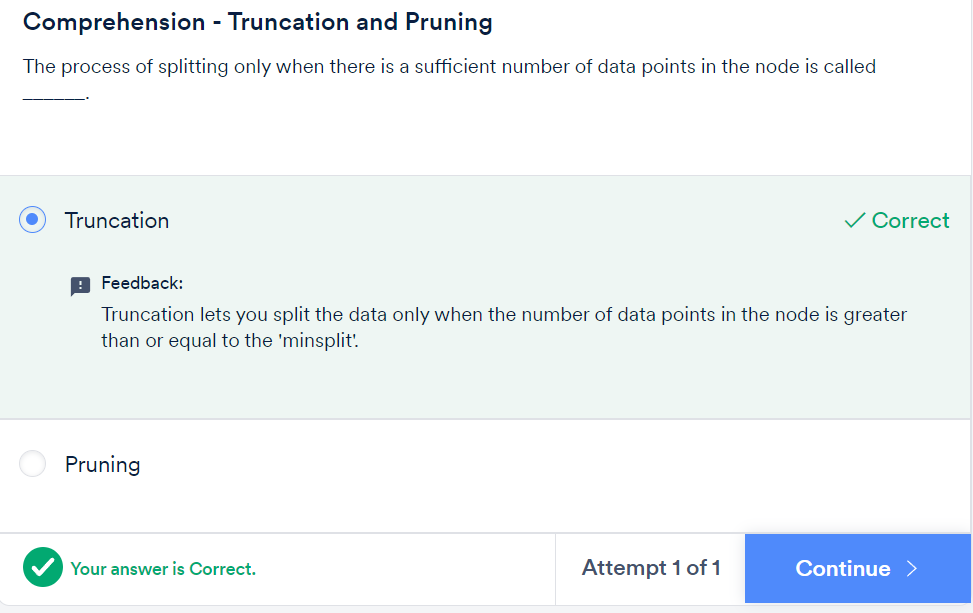 Comprehension - Truncation and Pruning
The process of splitting only when there is a sufficient number of data points in the node is called
______.
Truncation
Correct
Feedback:
Truncation lets you split the data only when the number of data points in the node is greater
than or equal to the 'minsplit'.
Pruning
Your answer is Correct.
Attempt 1 of 1
Continue